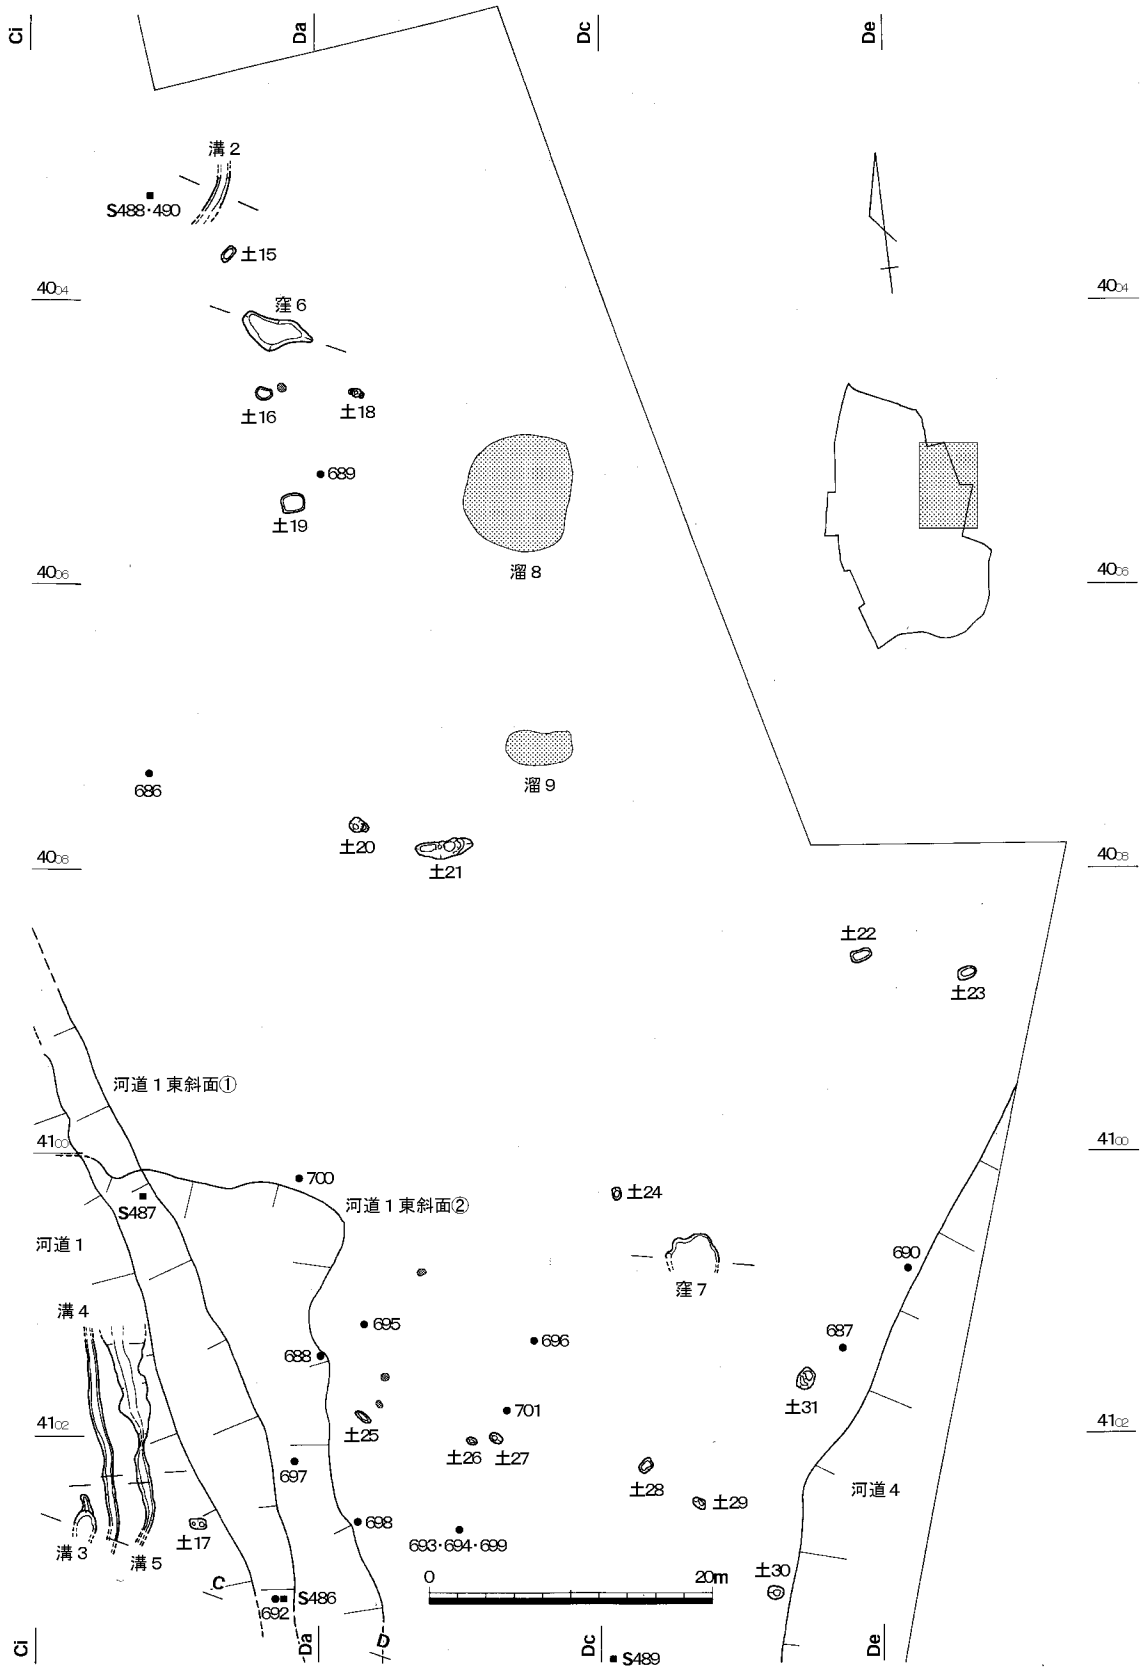 Ci
Da
Dc
De
溝2
S488・490
土15
4004
4004
窪6
土16
土18
689
土19
溜8
4006
4006
686
溜9
土20
土21
4008
4008
土22
土23
河道1東斜面①
4100
4100
700
土24
S487
河道1東斜面②
河道1
690
窪7
溝4
695
696
687
688
701
土31
4102
4102
土25
土26
土27
697
土28
河道4
土29
698
土17
693・694・699
溝3
溝5
土30
C
0
20m
692
S486
Ci
Da
D
Dc
S489
De